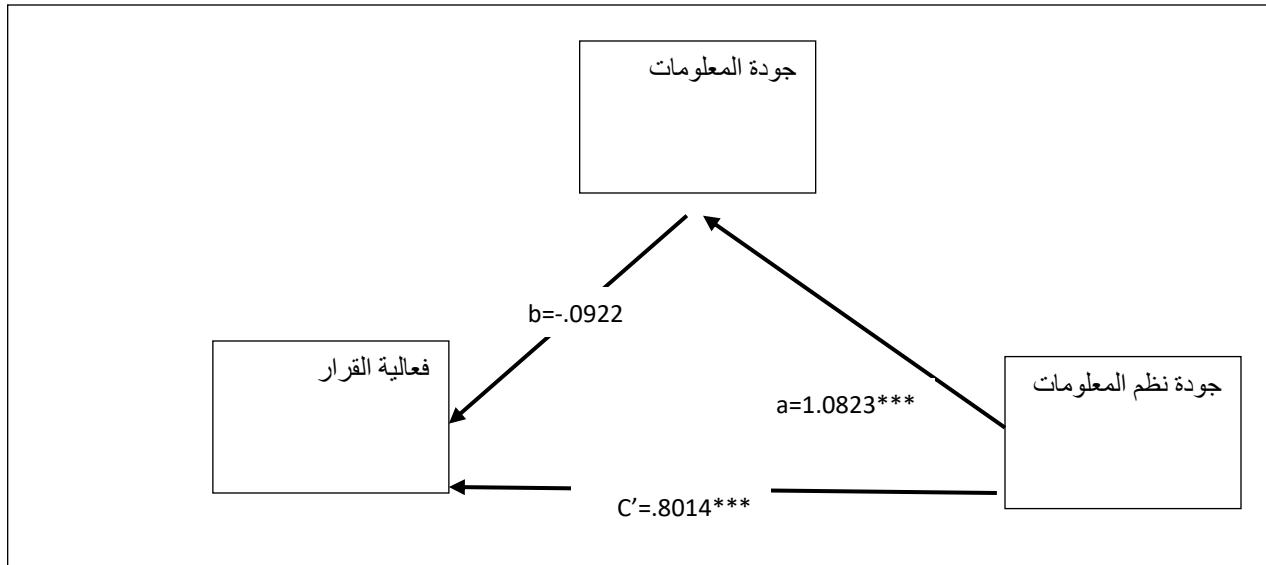 جودة المعلومات
b=-.0922
فعالية القرار
جودة نظم المعلومات
a=1.0823***
C’=.8014***